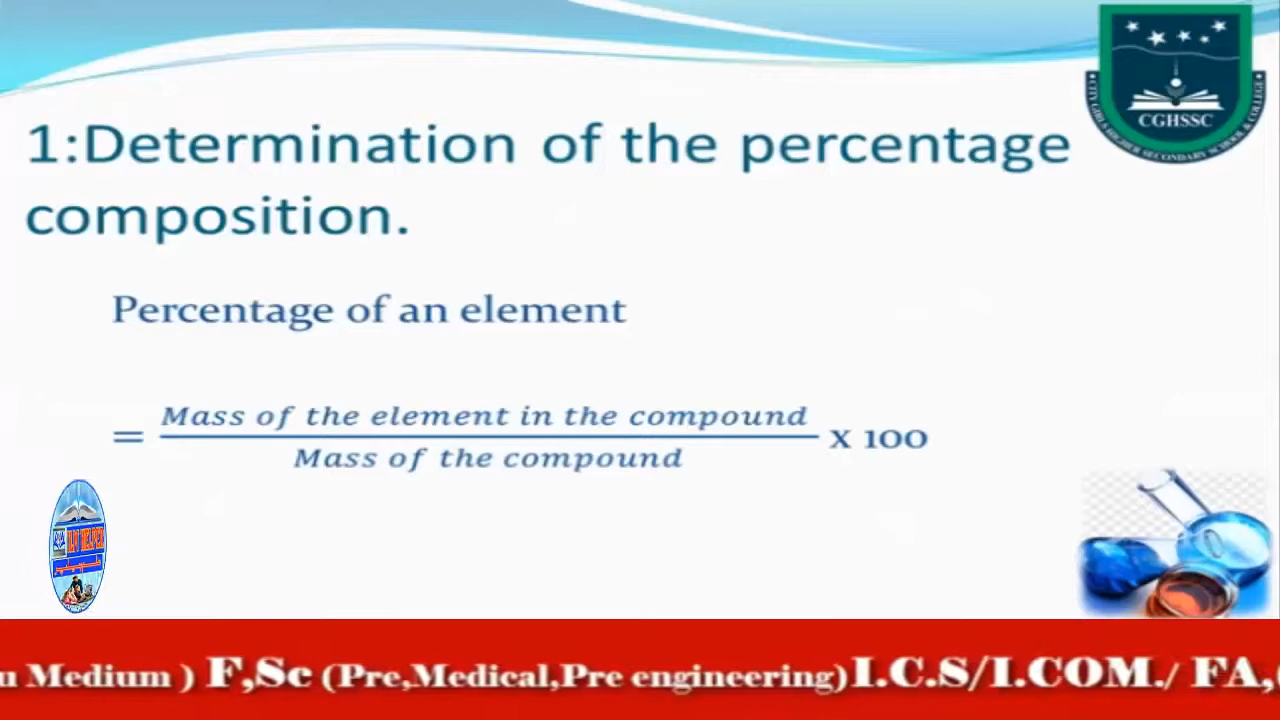 CGHSSC
1:Determination of the percentage
composition.
Percentage of an element
= Mass of the element in the compound
Mass of the compound
X 100
u Medium ) F,Sc (Pre,Medical,Pre engineering)I.C.S/I.COM./ FA,